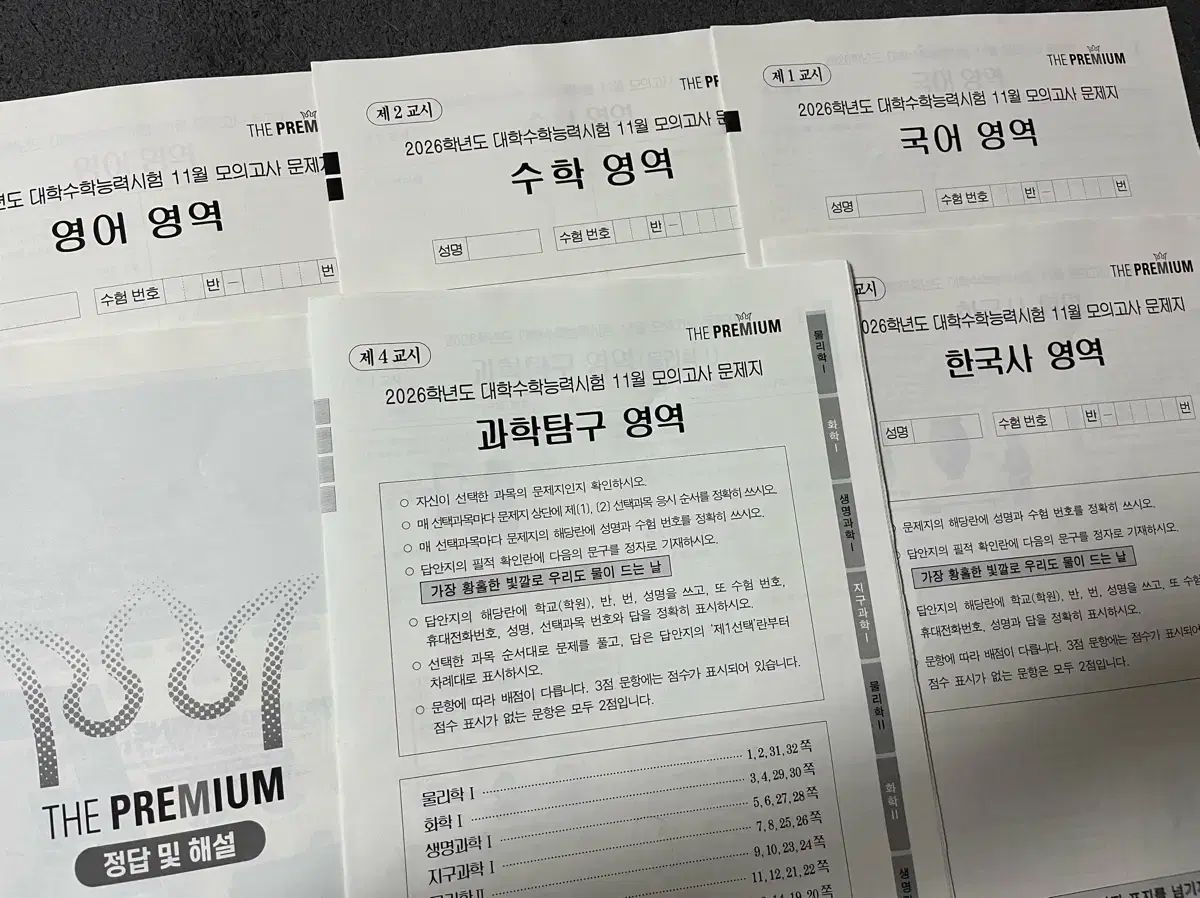 THE PREM
년도 대학수학능력시험 11월 모의고사 문제지
영어 영역
수험 번호 반 – 번
제 2 교시
THE PR
2026학년도 대학수학능력시험 11월 모의고사 문
수학 영역
성명 수험 번호 반 –
제 1 교시
THE PREMIUM
2026학년도 대학수학능력시험 11월 모의고사 문제지
국어 영역
성명 수험 번호 반 – 번
교시
THE PREMIUM
026학년도 대학수학능력시험 11월 모의고사 문제지
한국사 영역
성명 수험 번호 반 – 번
문제지의 해당란에 성명과 수험 번호를 정확히 쓰시오.
답안지의 필적 확인란에 다음의 문구를 정자로 기재하시오.
가장 황홀한 빛깔로 우리도 물이 드는 날
답안지의 해당란에 학교(학원), 반, 번, 성명을 쓰고, 또 수험
휴대전화번호, 성명과 답을 정확히 표시하시오.
문항에 따라 배점이 다릅니다. 3점 문항에는 점수가 표시되어
점수 표시가 없는 문항은 모두 2점입니다.
제 4 교시
THE PREMIUM
2026학년도 대학수학능력시험 11월 모의고사 문제지
과학탐구 영역
○ 자신이 선택한 과목의 문제지인지 확인하시오.
○ 매 선택과목마다 문제지 상단에 제(1), (2) 선택과목 응시 순서를 정확히 쓰시오.
○ 매 선택과목마다 문제지의 해당란에 성명과 수험 번호를 정확히 쓰시오.
○ 답안지의 필적 확인란에 다음의 문구를 정자로 기재하시오.
가장 황홀한 빛깔로 우리도 물이 드는 날
○ 답안지의 해당란에 학교(학원), 반, 번, 성명을 쓰고, 또 수험 번호,
휴대전화번호, 성명, 선택과목 번호와 답을 정확히 표시하시오.
○ 선택한 과목 순서대로 문제를 풀고, 답은 답안지의 '제1선택'란부터
차례대로 표시하시오.
○ 문항에 따라 배점이 다릅니다. 3점 문항에는 점수가 표시되어 있습니다.
점수 표시가 없는 문항은 모두 2점입니다.
물리학 Ⅰ 1, 2, 31, 32 쪽
화학 Ⅰ 3, 4, 29, 30 쪽
생명과학 Ⅰ 5, 6, 27, 28 쪽
지구과학 Ⅰ 7, 8, 25, 26 쪽
물리학 Ⅱ 9, 10, 23, 24 쪽
11, 12, 21, 22 쪽
물리학Ⅰ
화학Ⅰ
생명과학Ⅰ
지구과학Ⅰ
물리학Ⅱ
화학Ⅱ
생명
THE PREMIUM
정답 및 해설